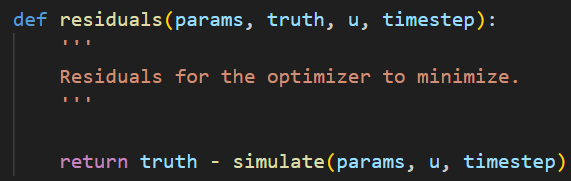 def residuals(params, truth, u, timestep):
    '''
    Residuals for the optimizer to minimize.
    '''
    return truth - simulate(params, u, timestep)